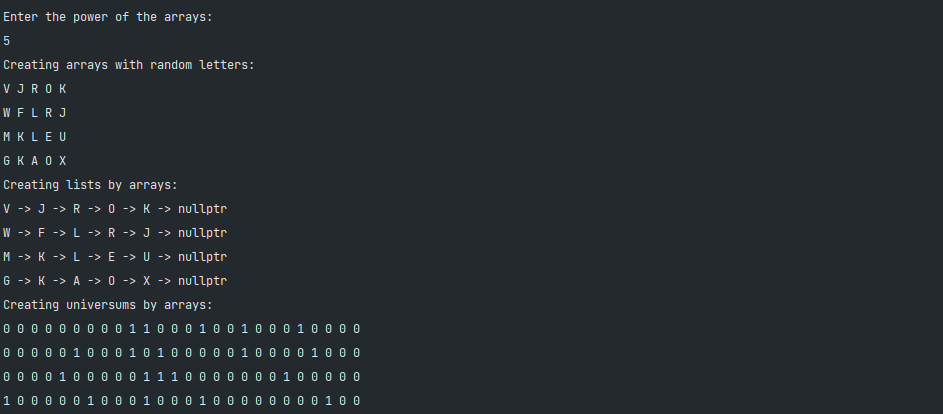 Enter the power of the arrays:
5
Creating arrays with random letters:
V J R O K
W F L R J
M K L E U
G K A O X
Creating lists by arrays:
V -> J -> R -> O -> K -> nullptr
W -> F -> L -> R -> J -> nullptr
M -> K -> L -> E -> U -> nullptr
G -> K -> A -> O -> X -> nullptr
Creating universums by arrays:
0 0 0 0 0 0 0 0 0 1 1 0 0 0 1 0 0 1 0 0 0 1 0 0 0 0
0 0 0 0 0 1 0 0 0 1 0 1 0 0 0 0 0 1 0 0 0 0 1 0 0 0
0 0 0 0 1 0 0 0 0 0 1 1 1 0 0 0 0 0 0 0 1 0 0 0 0 0
1 0 0 0 0 0 1 0 0 0 1 0 0 0 1 0 0 0 0 0 0 0 0 1 0 0